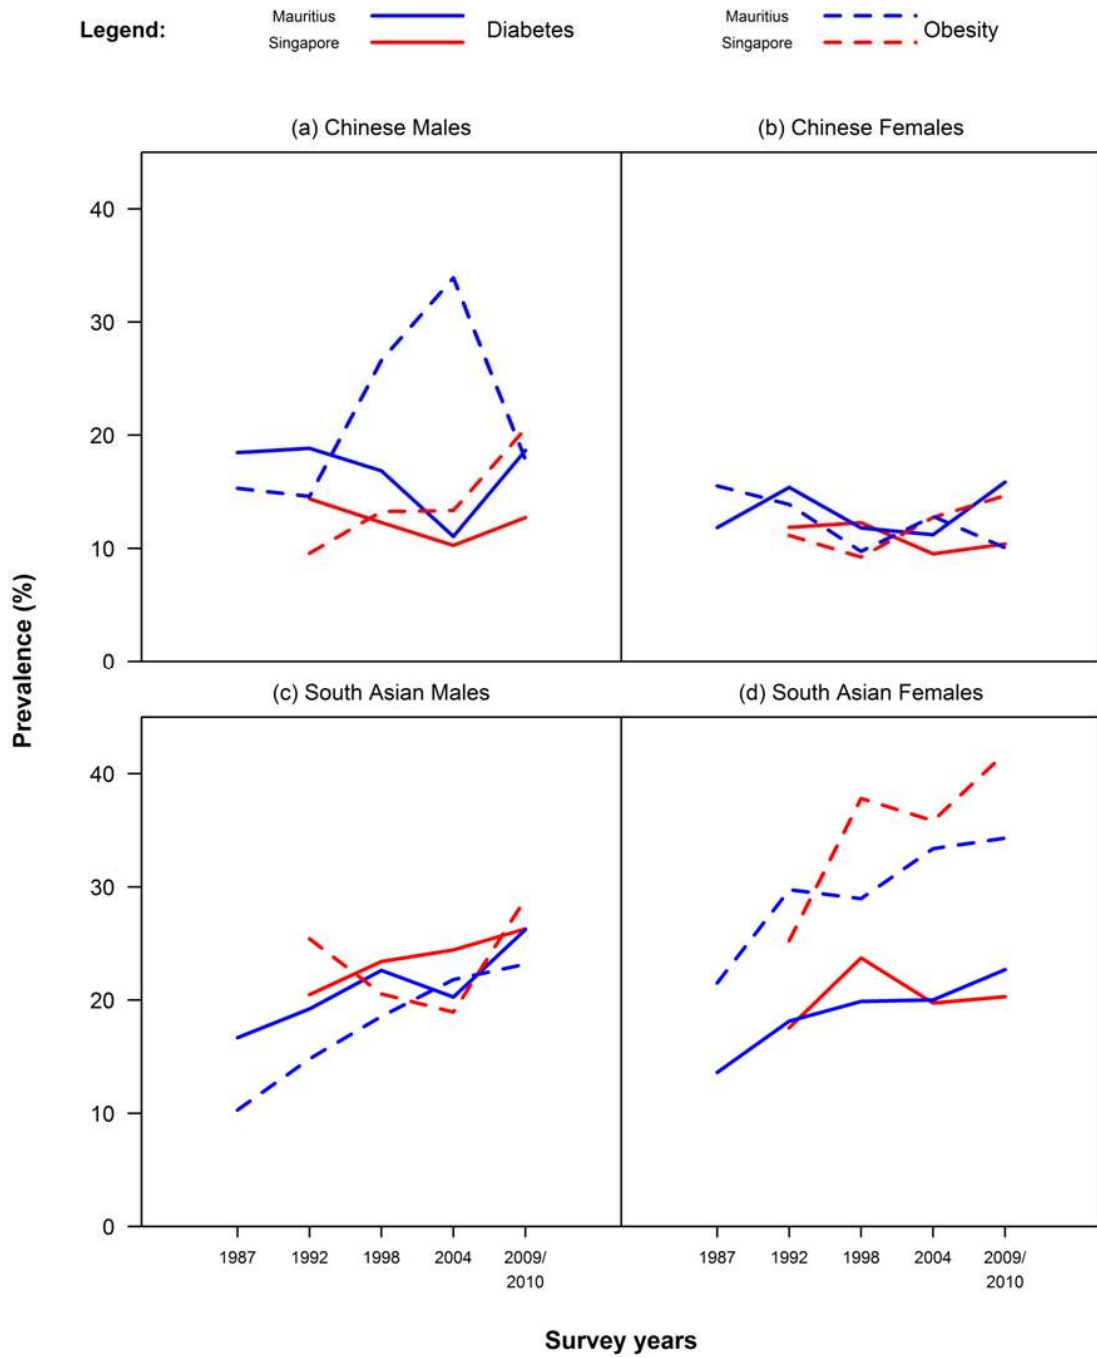 Legend:
Mauritius
Singapore
Diabetes
Mauritius
Singapore
Obesity
(a) Chinese Males
(b) Chinese Females
40
30
20
10
0
(c) South Asian Males
(d) South Asian Females
40
30
20
10
0
Prevalence (%)
1987
1992
1998
2004
2009/
2010
1987
1992
1998
2004
2009/
2010
Survey years